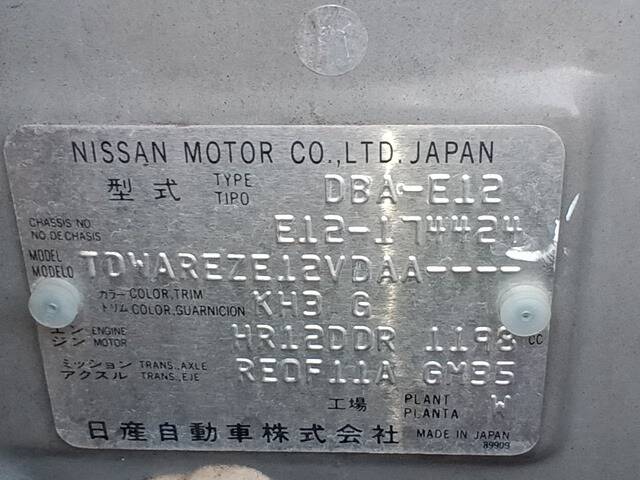 NISSAN MOTOR CO., LTD. JAPAN
型式 TYPE TIPO DBA-E12
CHASSIS NO NO. DE CHASIS E12-174424
MODEL MODELO TDWAREZE12VDAA----
カラー COLOR, TRIM トリム COLOR, GUARNICION KH3 G
エンジン ENGINE MOTOR HR12DDR 1198 CC
ミッション TRANS., AXLE アクスル TRANS., EJE RE0F11A GM35
工場 PLANT PLANTA W
日産自動車株式会社 MADE IN JAPAN
89909